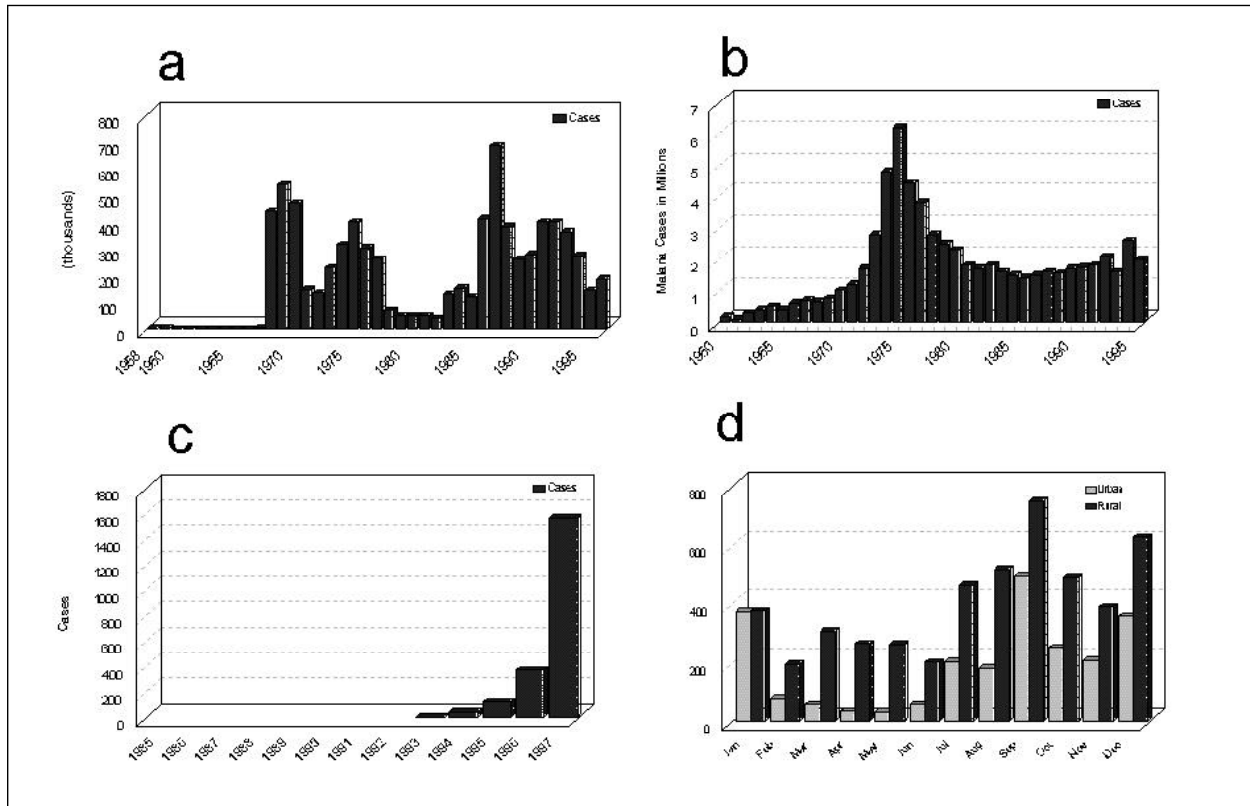 a
Cases
(thousands)
800
700
600
500
400
300
200
100
0
1958 1960 1965 1970 1975 1980 1985 1990 1995
b
Cases
Malaria Cases in Millions
7
6
5
4
3
2
1
0
1960 1965 1970 1975 1980 1985 1990 1995
c
Cases
Cases
1800
1600
1400
1200
1000
800
600
400
200
0
1985 1986 1987 1988 1989 1990 1991 1992 1993 1994 1995 1996 1997
d
Urban
Rural
800
600
400
200
0
Jan Feb Mar Apr May Jun Jul Aug Sep Oct Nov Dec